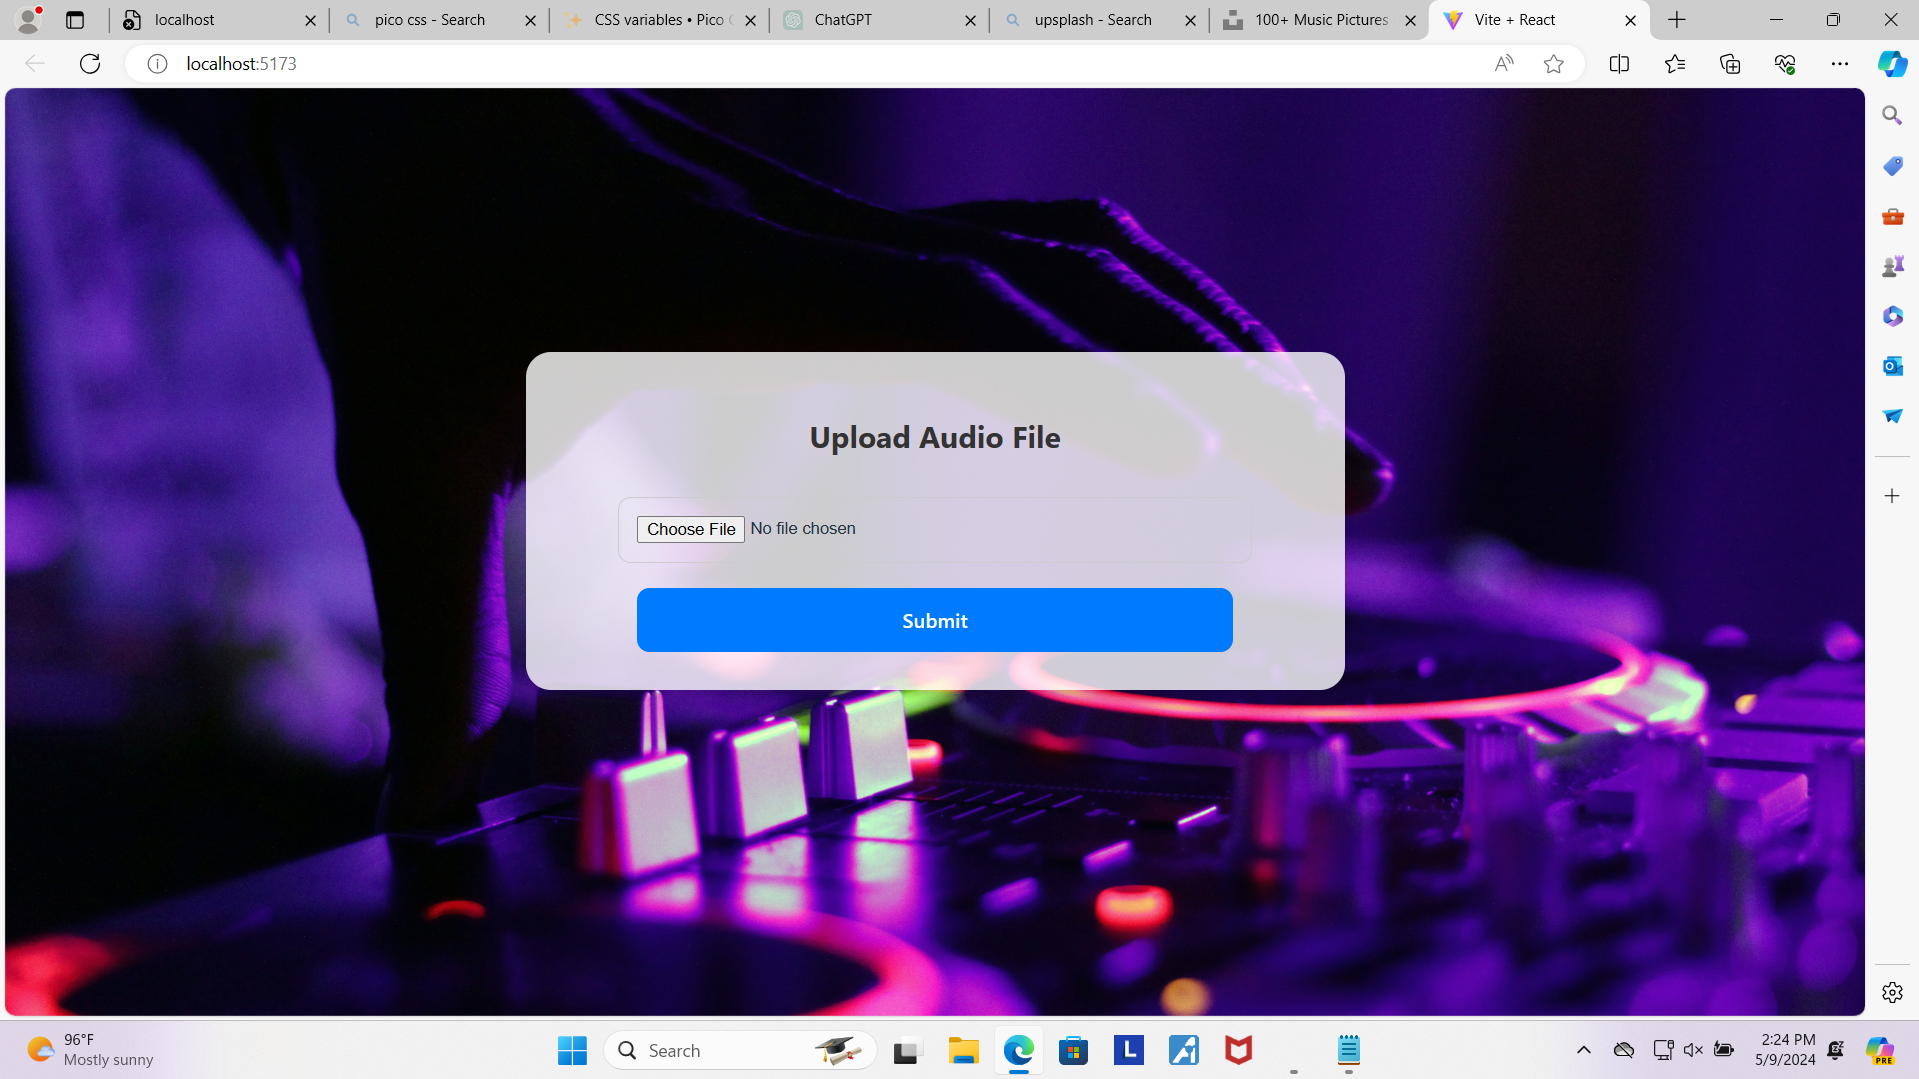 localhost
pico css - Search
CSS variables • Pico
ChatGPT
upsplash - Search
100+ Music Pictures
Vite + React
localhost:5173
Upload Audio File
Choose File No file chosen
Submit
96°F
Mostly sunny
Search
L
PRE
2:24 PM
5/9/2024